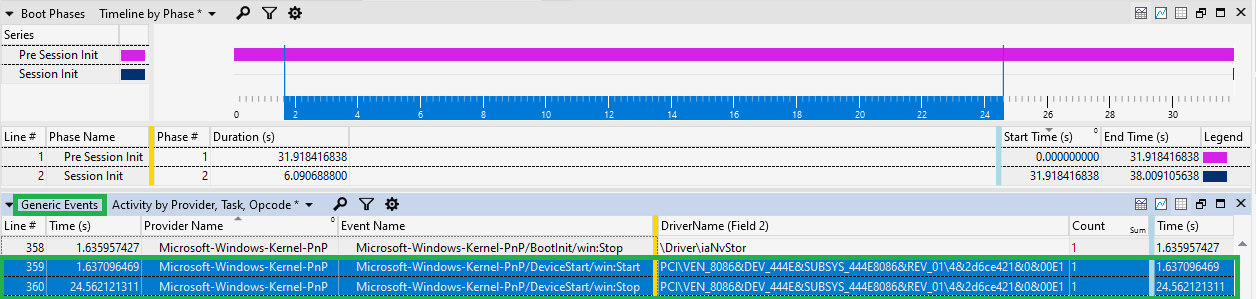 Boot Phases Timeline by Phase *
Series
Pre Session Init
Session Init
0 2 4 6 8 10 12 14 16 18 20 22 24 26 28 30
Line # Phase Name Phase # Duration (s) Start Time (s) 0 End Time (s) Legend
1 Pre Session Init 1 31.918416838 0.000000000 31.918416838
2 Session Init 2 6.090688800 31.918416838 38.009105638
Generic Events Activity by Provider, Task, Opcode *
Line # Time (s) Provider Name Event Name DriverName (Field 2) Count Sum Time (s)
358 1.635957427 Microsoft-Windows-Kernel-PnP Microsoft-Windows-Kernel-PnP/BootInit/win:Stop \Driver\iaNvStor 1 1.635957427
359 1.637096469 Microsoft-Windows-Kernel-PnP Microsoft-Windows-Kernel-PnP/DeviceStart/win:Start PCI\VEN_8086&DEV_444E&SUBSYS_444E8086&REV_01\4&2d6ce421&0&00E1 1 1.637096469
360 24.562121311 Microsoft-Windows-Kernel-PnP Microsoft-Windows-Kernel-PnP/DeviceStart/win:Stop PCI\VEN_8086&DEV_444E&SUBSYS_444E8086&REV_01\4&2d6ce421&0&00E1 1 24.562121311